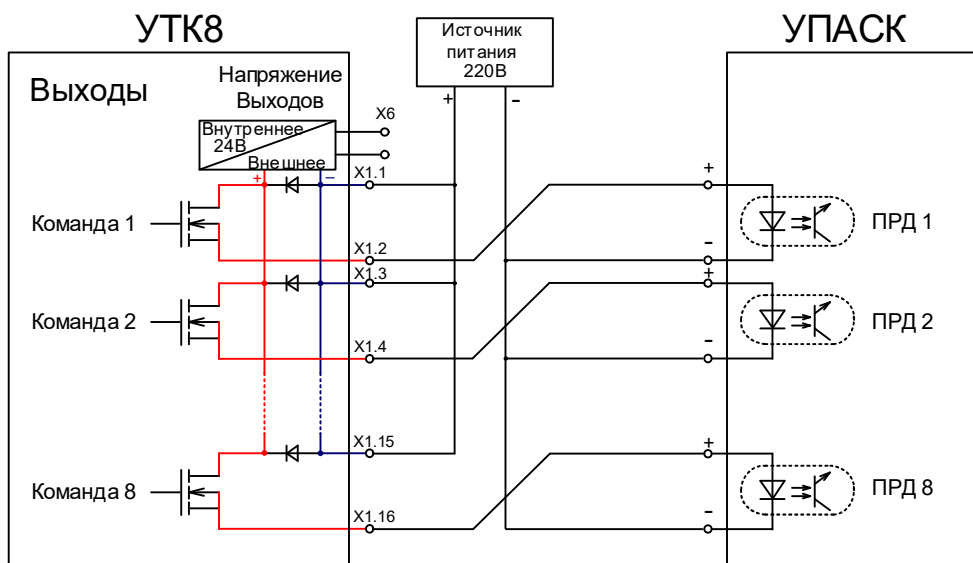 УТК8
Источник
питания
220В
УПАСК
Выходы
Напряжение
Выходов
Внутреннее
24В
Внешнее
X6
+
-
+
–
X1.1
+
Команда 1
ПРД 1
X1.2
-
X1.3
+
Команда 2
ПРД 2
X1.4
-
X1.15
+
Команда 8
ПРД 8
X1.16
-